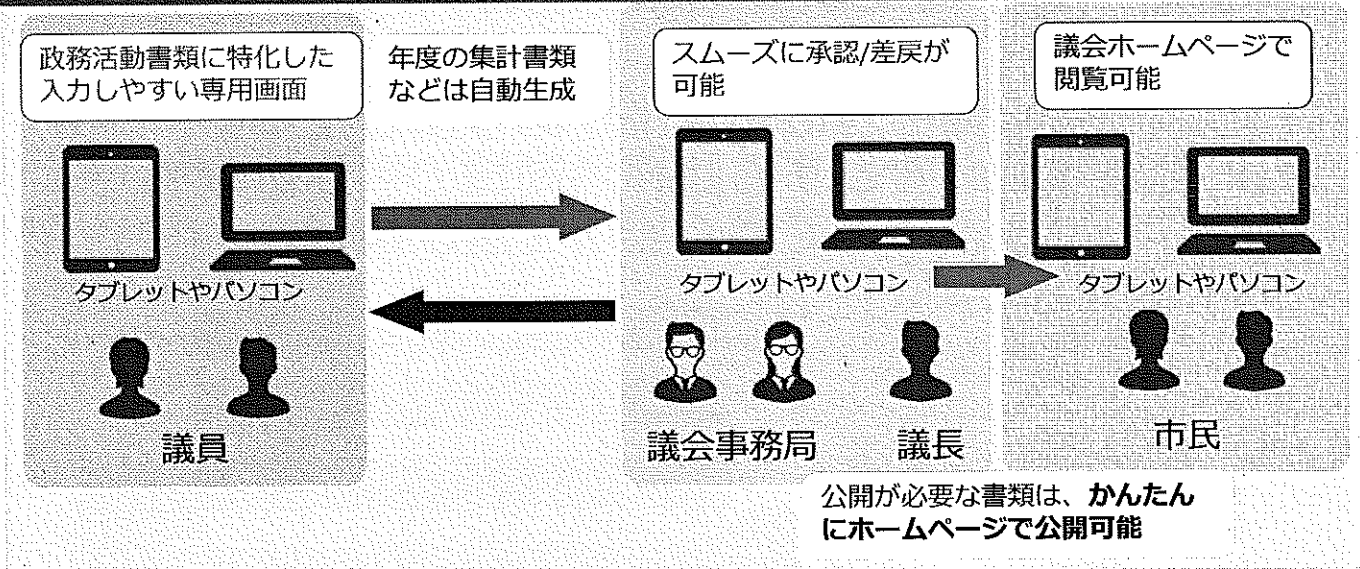 政務活動書類に特化した
入力しやすい専用画面
年度の集計書類
などは自動生成
スムーズに承認/差戻が
可能
議会ホームページで
閲覧可能
タブレットやパソコン
タブレットやパソコン
タブレットやパソコン
議員
議会事務局
議長
市民
公開が必要な書類は、かんたん
にホームページで公開可能